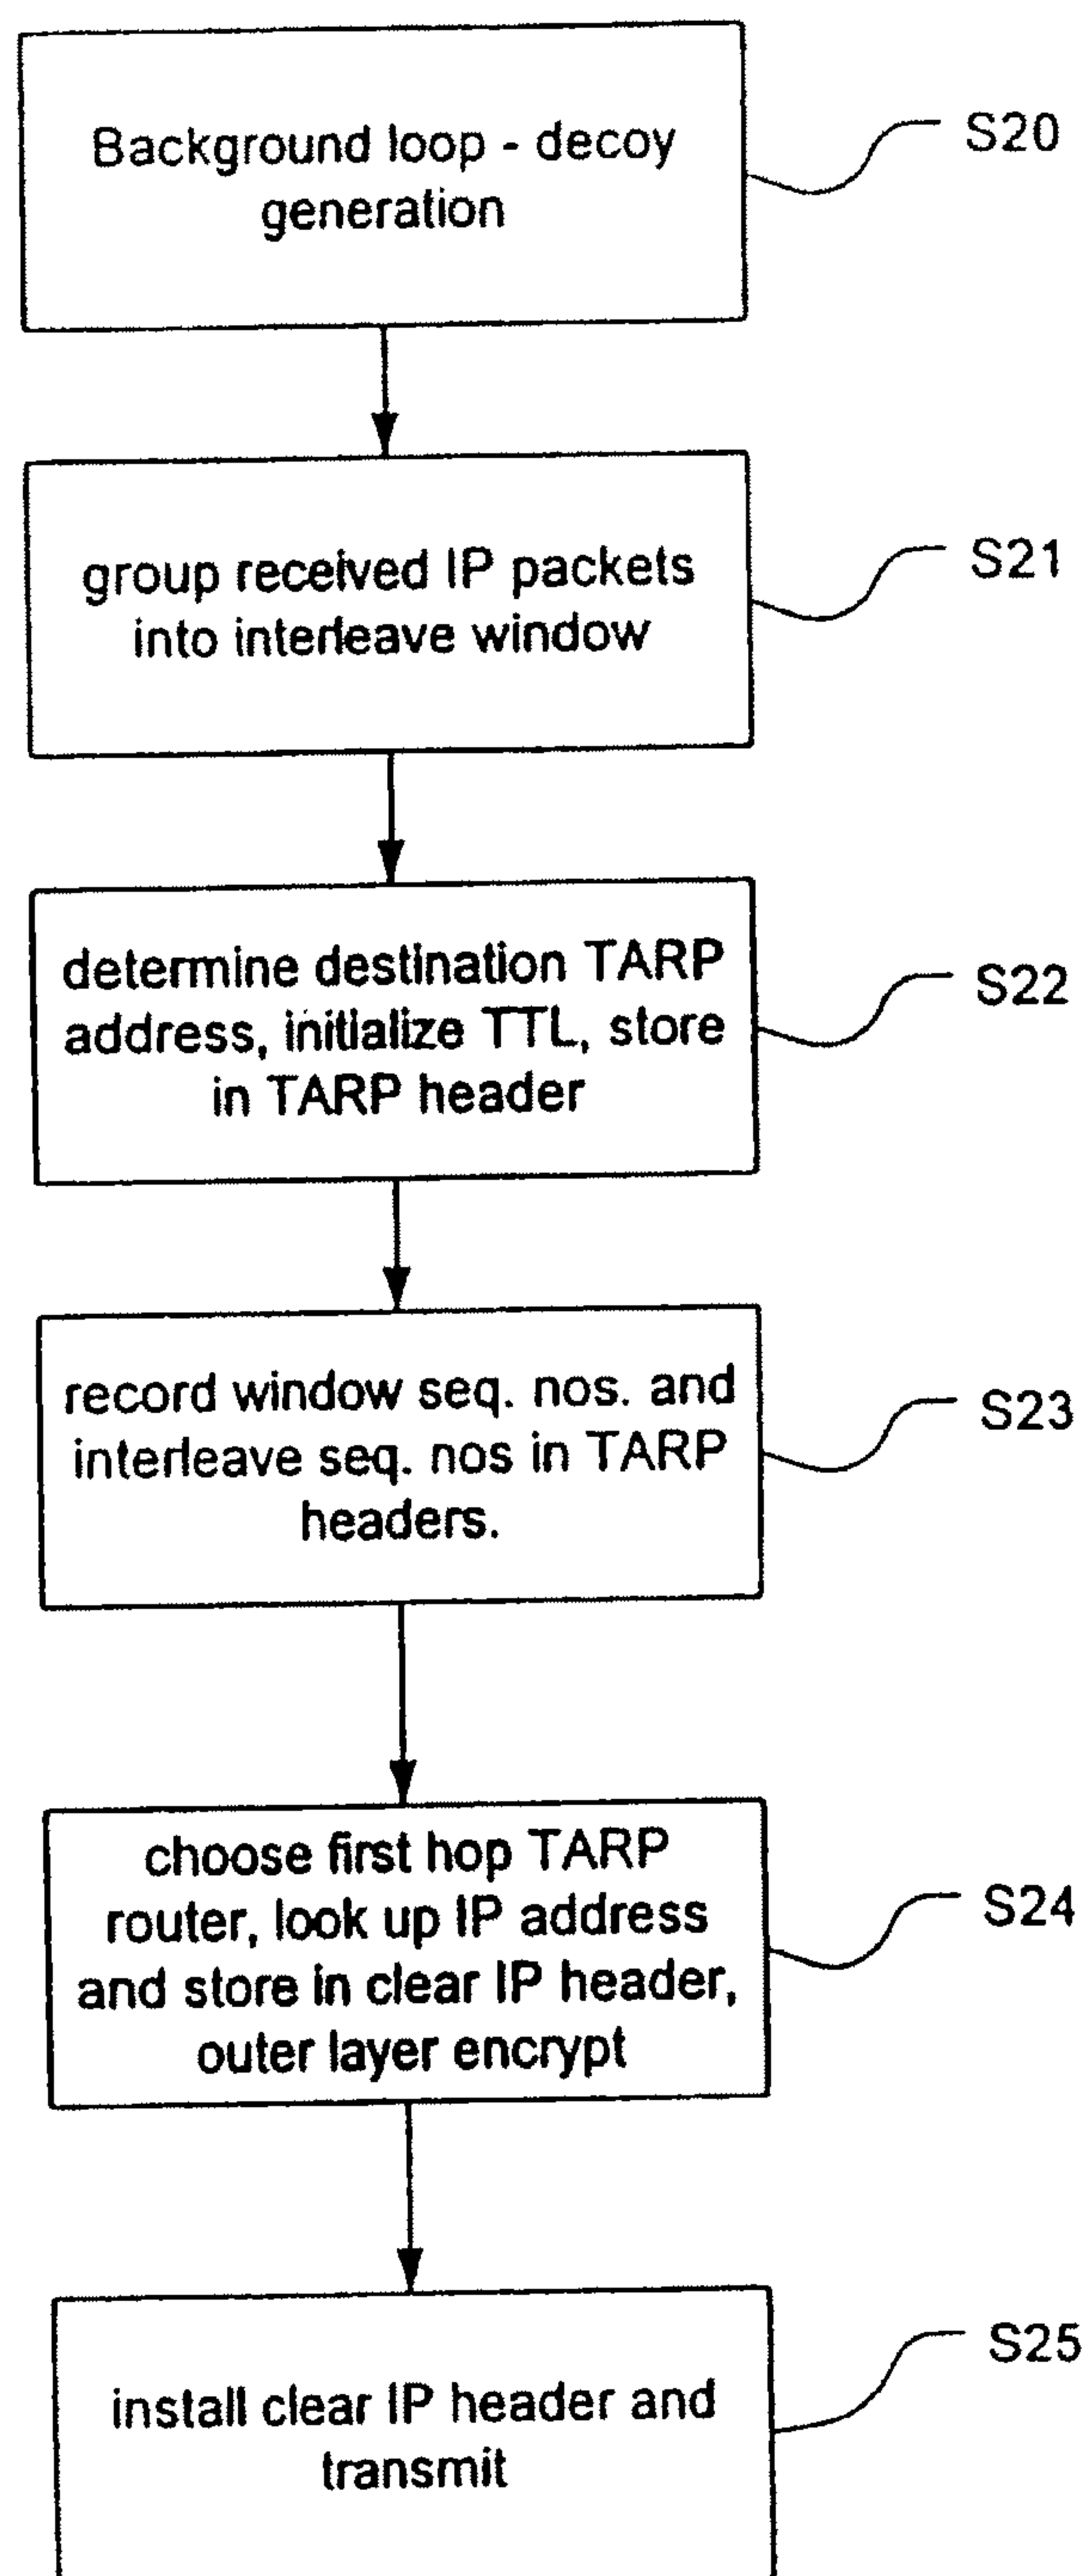 Background loop - decoy
generation
S20
group received IP packets
into interleave window
S21
determine destination TARP
address, initialize TTL, store
in TARP header
S22
record window seq. nos. and
interleave seq. nos in TARP
headers.
S23
choose first hop TARP
router, look up IP address
and store in clear IP header,
outer layer encrypt
S24
install clear IP header and
transmit
S25